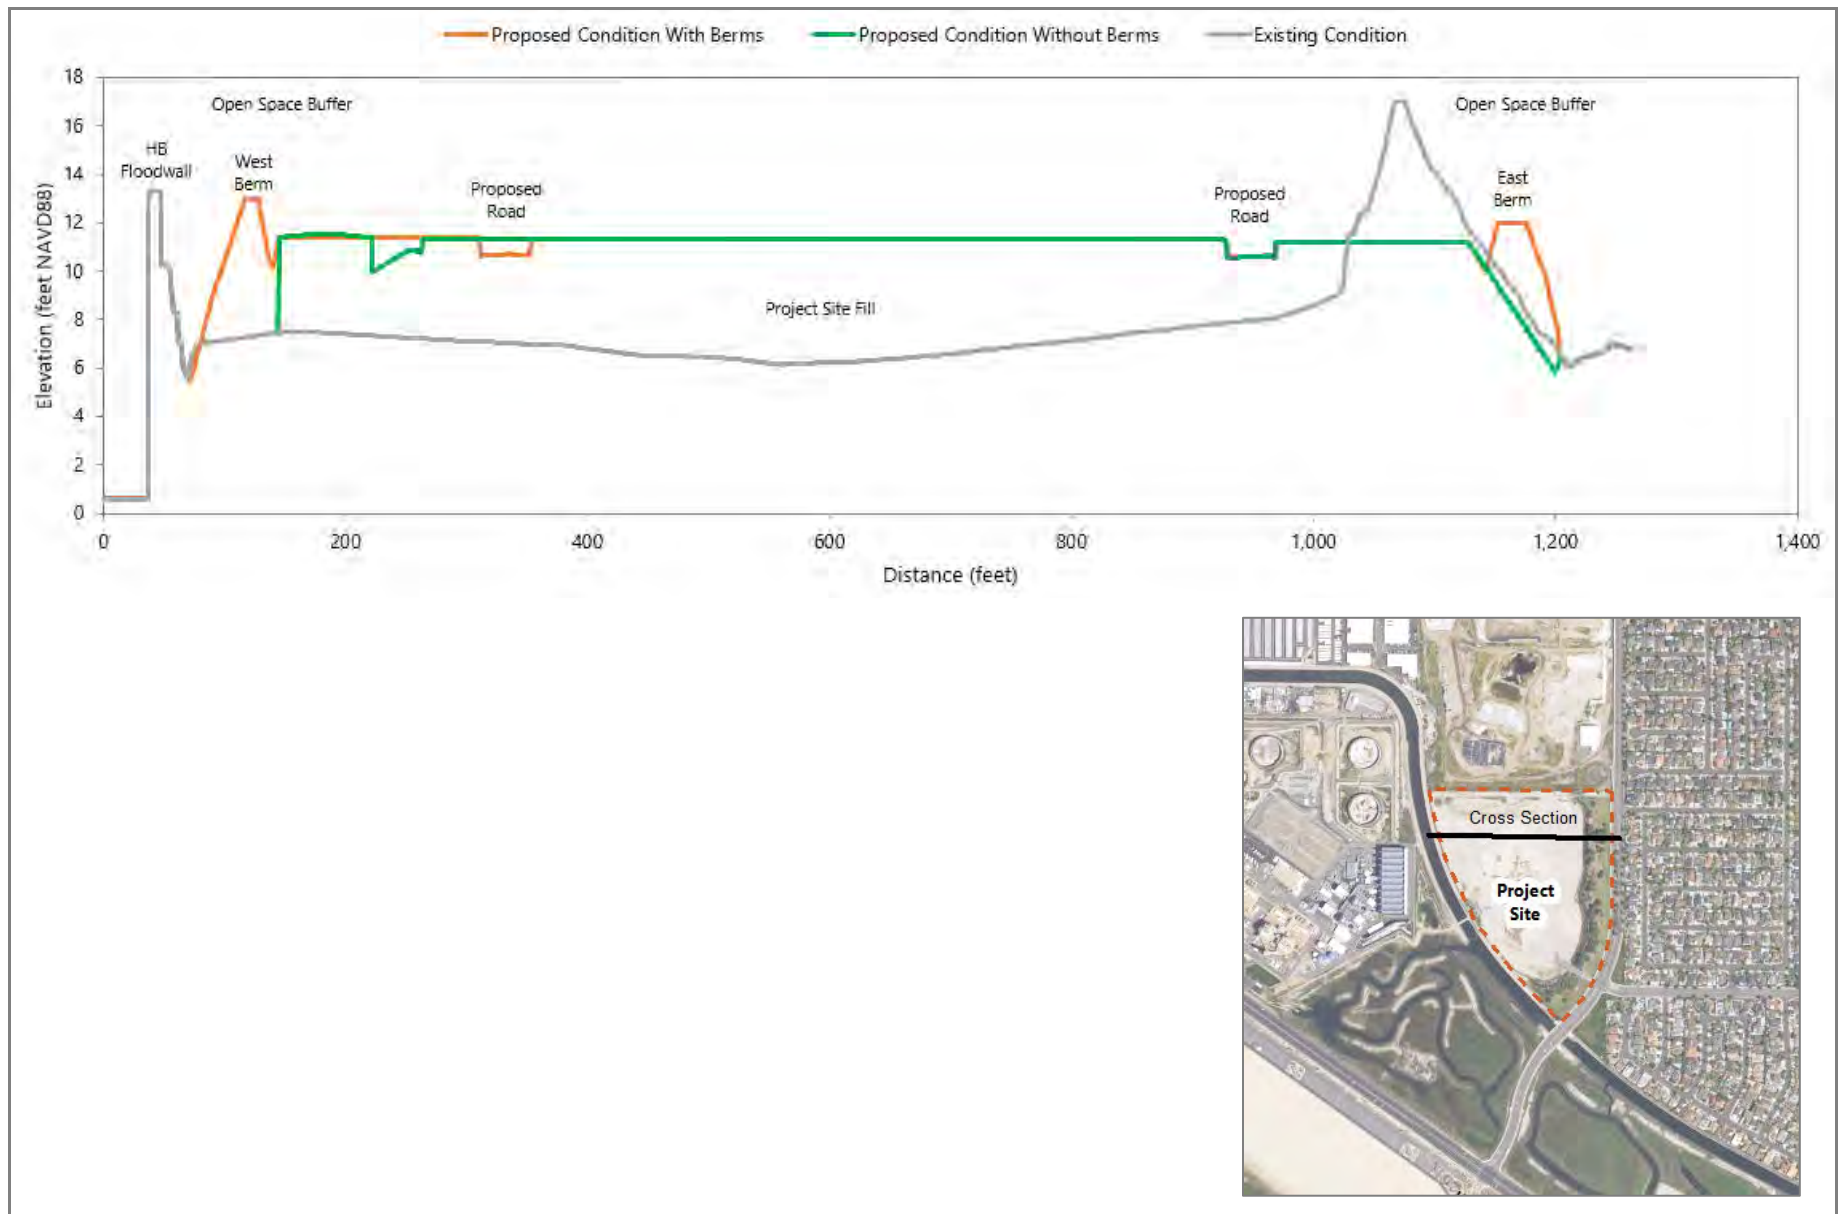 Proposed Condition With Berms
Proposed Condition Without Berms
Existing Condition
18
16
14
12
10
8
6
4
2
0
Elevation (feet NAVD88)
Open Space Buffer
Open Space Buffer
HB
Floodwall
West
Berm
Proposed
Road
Proposed
Road
East
Berm
Project Site Fill
0
200
400
600
800
1,000
1,200
1,400
Distance (feet)
Cross Section
Project
Site